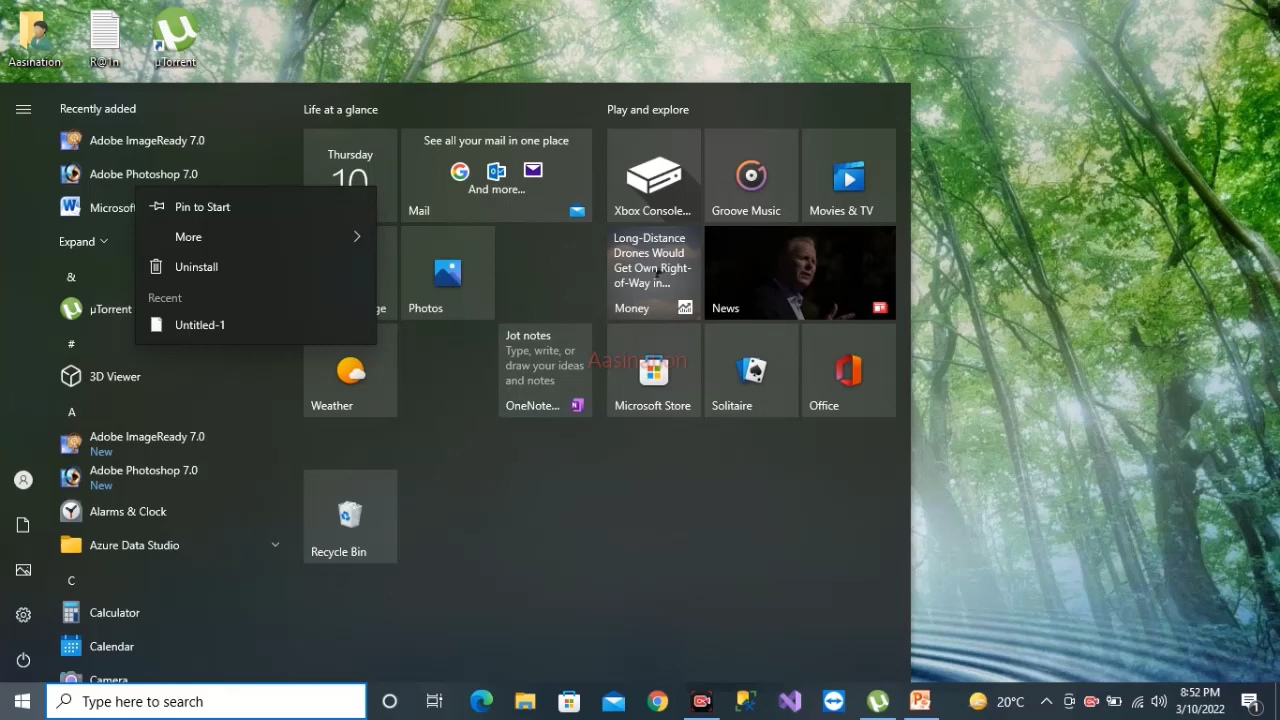 Aasination
R@1n
µTorrent
Recently added
Adobe ImageReady 7.0
Adobe Photoshop 7.0
Microsof
Expand
&
µTorrent
#
3D Viewer
A
Adobe ImageReady 7.0
New
Adobe Photoshop 7.0
New
Alarms & Clock
Azure Data Studio
C
Calculator
Calendar
Camera
Pin to Start
More
Uninstall
Recent
Untitled-1
Life at a glance
Thursday
10
See all your mail in one place
And more...
Mail
ge
Photos
Weather
Jot notes
Type, write, or
draw your ideas
and notes
OneNote...
Recycle Bin
Play and explore
Xbox Console...
Groove Music
Movies & TV
Long-Distance
Drones Would
Get Own Right-
of-Way in...
Money
News
Aasination
Microsoft Store
Solitaire
Office
Type here to search
20°C
8:52 PM
3/10/2022
1